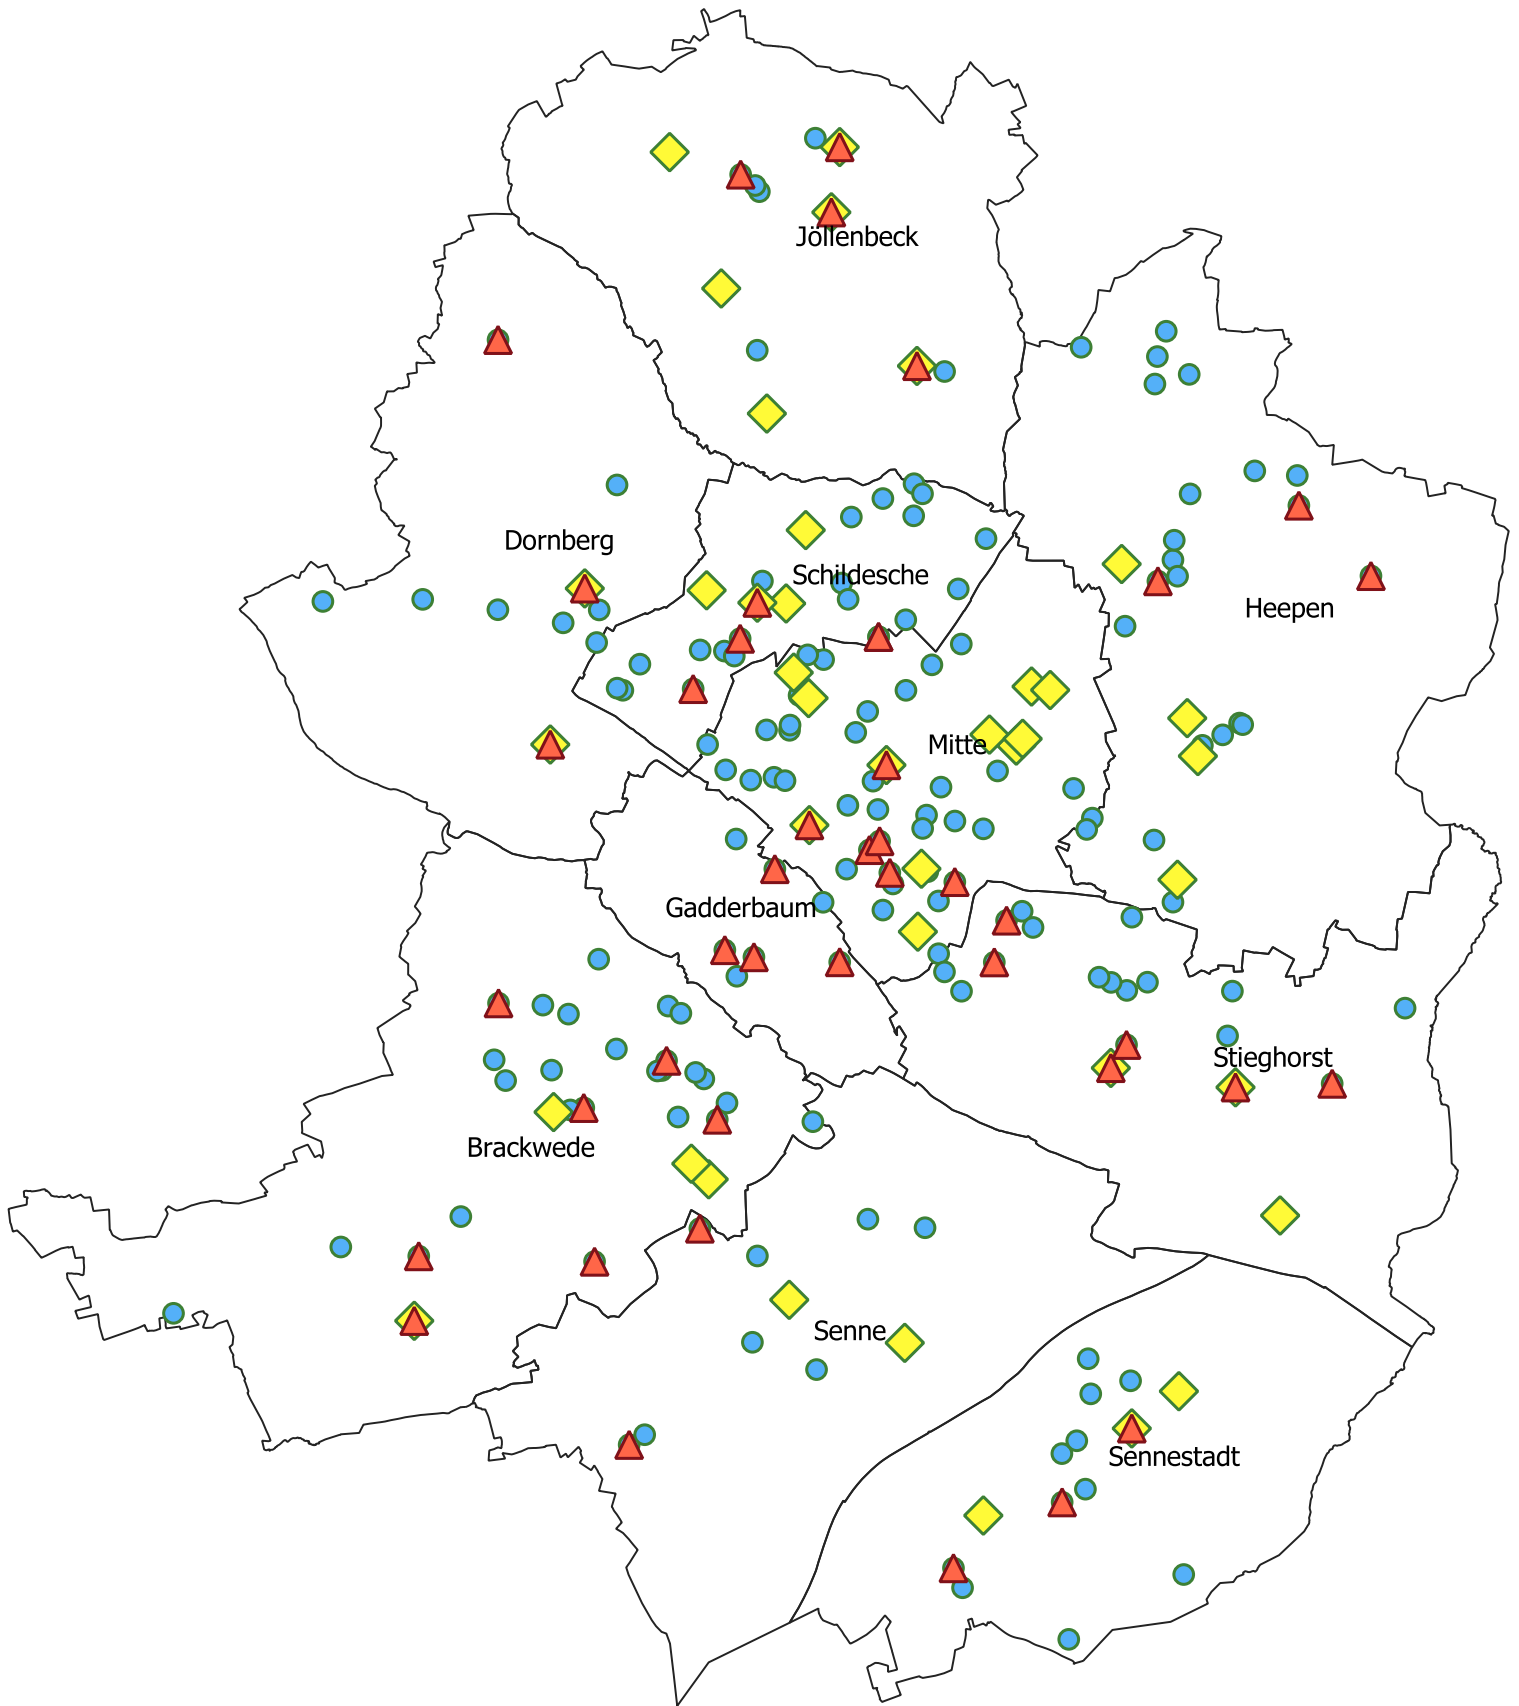 Jöllenbeck
Dornberg
Schildesche
Heepen
Mitte
Gadderbaum
Stieghorst
Brackwede
Senne
Sennestadt